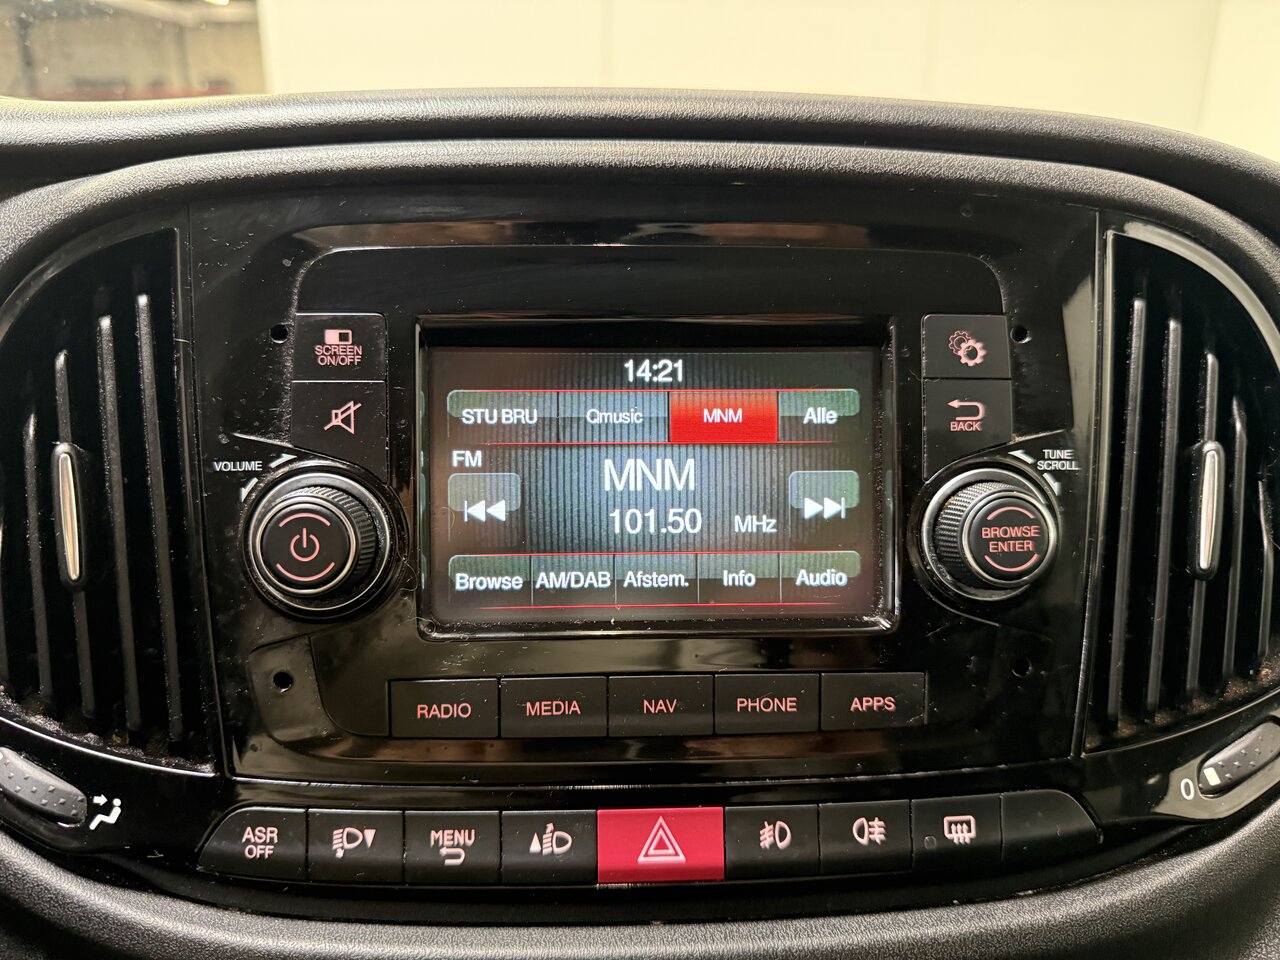 SCREEN
ON/OFF
14:21
STU BRU
Qmusic
MNM
Alle
BACK
VOLUME
FM
MNM
TUNE
SCROLL
101.50 MHz
BROWSE
ENTER
Browse
AM/DAB
Afstem.
Info
Audio
RADIO
MEDIA
NAV
PHONE
APPS
0
ASR
OFF
MENU